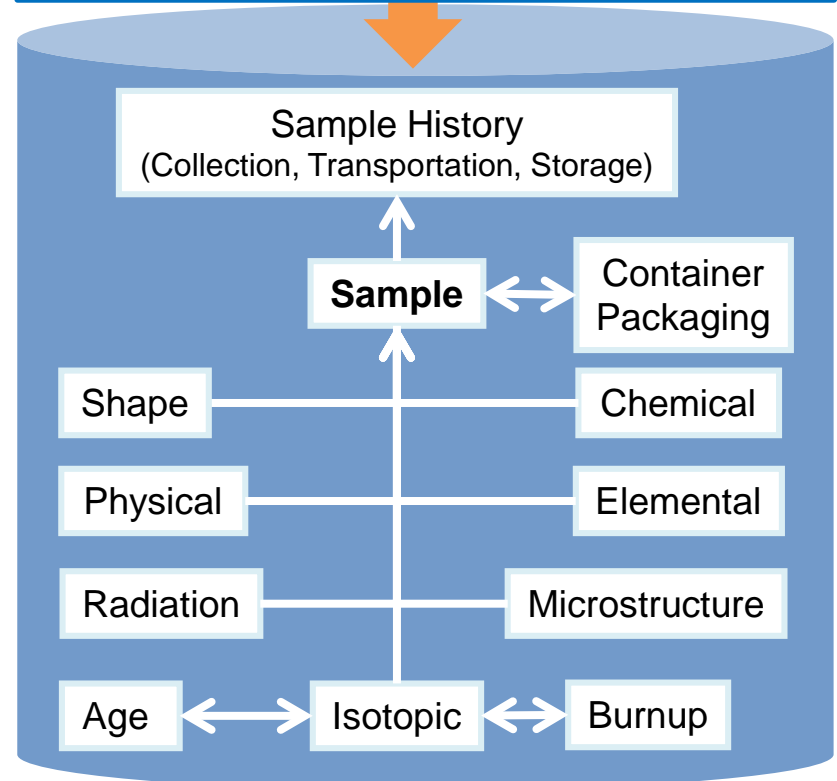 Sample History
(Collection, Transportation, Storage)
Sample
Container
Packaging
Shape
Chemical
Physical
Elemental
Radiation
Microstructure
Age
Isotopic
Burnup